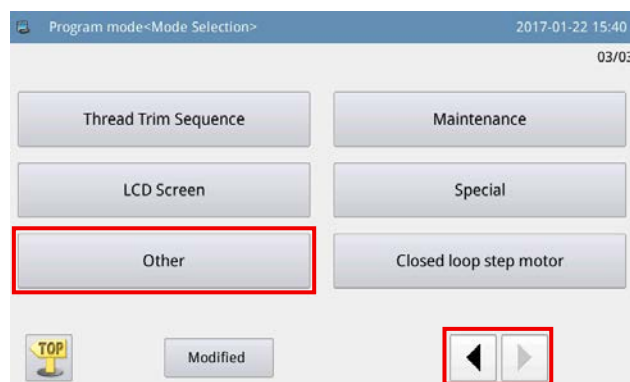 Program mode<Mode Selection>
2017-01-22 15:40
03/03
Thread Trim Sequence
Maintenance
LCD Screen
Special
Other
Closed loop step motor
TOP
Modified